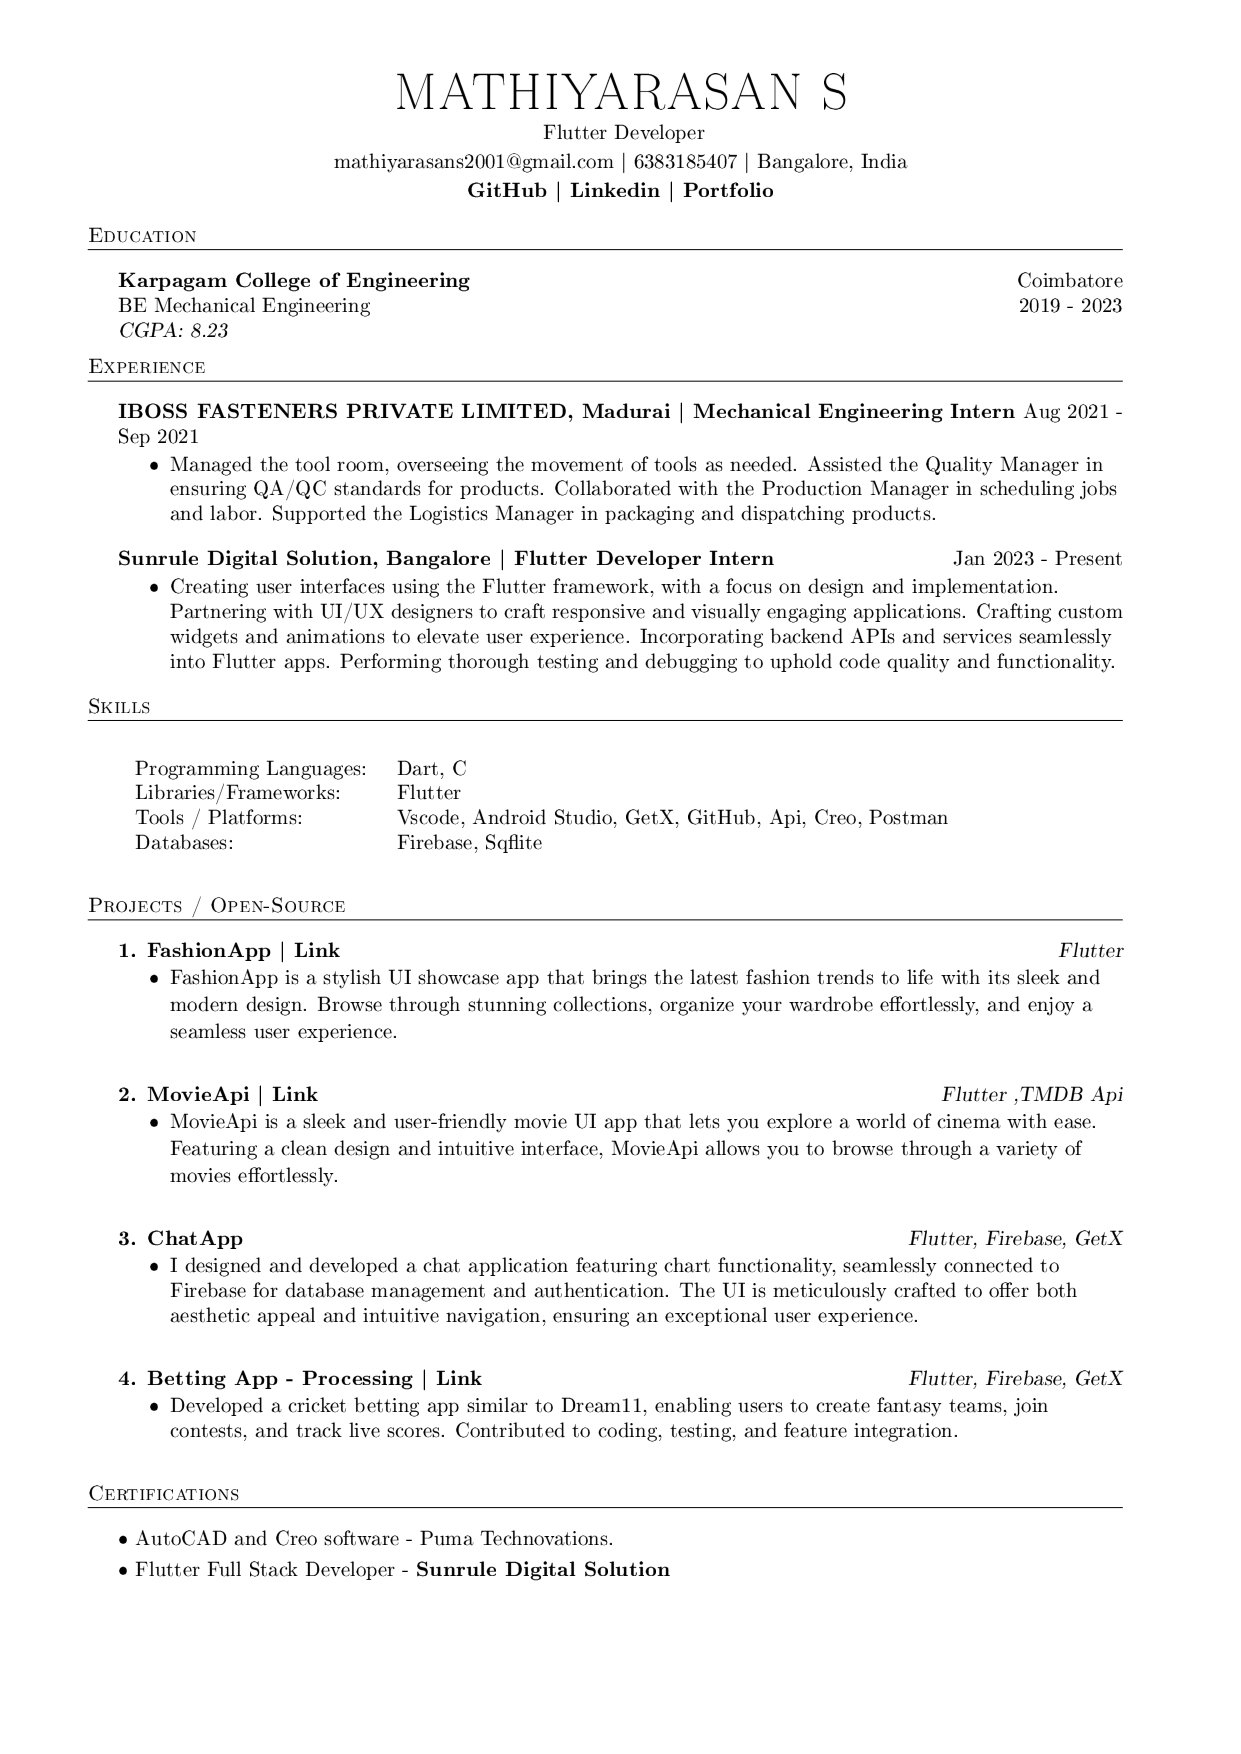 MATHIYARASAN S
Flutter Developer
mathiyarasans2001@gmail.com | 6383185407 | Bangalore, India
GitHub | Linkedin | Portfolio
Education
Karpagam College of Engineering Coimbatore
BE Mechanical Engineering 2019 - 2023
CGPA: 8.23
Experience
IBOSS FASTENERS PRIVATE LIMITED, Madurai | Mechanical Engineering Intern Aug 2021 -
Sep 2021
• Managed the tool room, overseeing the movement of tools as needed. Assisted the Quality Manager in
ensuring QA/QC standards for products. Collaborated with the Production Manager in scheduling jobs
and labor. Supported the Logistics Manager in packaging and dispatching products.
Sunrule Digital Solution, Bangalore | Flutter Developer Intern Jan 2023 - Present
• Creating user interfaces using the Flutter framework, with a focus on design and implementation.
Partnering with UI/UX designers to craft responsive and visually engaging applications. Crafting custom
widgets and animations to elevate user experience. Incorporating backend APIs and services seamlessly
into Flutter apps. Performing thorough testing and debugging to uphold code quality and functionality.
Skills
Programming Languages: Dart, C
Libraries/Frameworks: Flutter
Tools / Platforms: Vscode, Android Studio, GetX, GitHub, Api, Creo, Postman
Databases: Firebase, Sqflite
Projects / Open-Source
1. FashionApp | Link Flutter
• FashionApp is a stylish UI showcase app that brings the latest fashion trends to life with its sleek and
modern design. Browse through stunning collections, organize your wardrobe effortlessly, and enjoy a
seamless user experience.
2. MovieApi | Link Flutter ,TMDB Api
• MovieApi is a sleek and user-friendly movie UI app that lets you explore a world of cinema with ease.
Featuring a clean design and intuitive interface, MovieApi allows you to browse through a variety of
movies effortlessly.
3. ChatApp Flutter, Firebase, GetX
• I designed and developed a chat application featuring chart functionality, seamlessly connected to
Firebase for database management and authentication. The UI is meticulously crafted to offer both
aesthetic appeal and intuitive navigation, ensuring an exceptional user experience.
4. Betting App - Processing | Link Flutter, Firebase, GetX
• Developed a cricket betting app similar to Dream11, enabling users to create fantasy teams, join
contests, and track live scores. Contributed to coding, testing, and feature integration.
Certifications
• AutoCAD and Creo software - Puma Technovations.
• Flutter Full Stack Developer - Sunrule Digital Solution